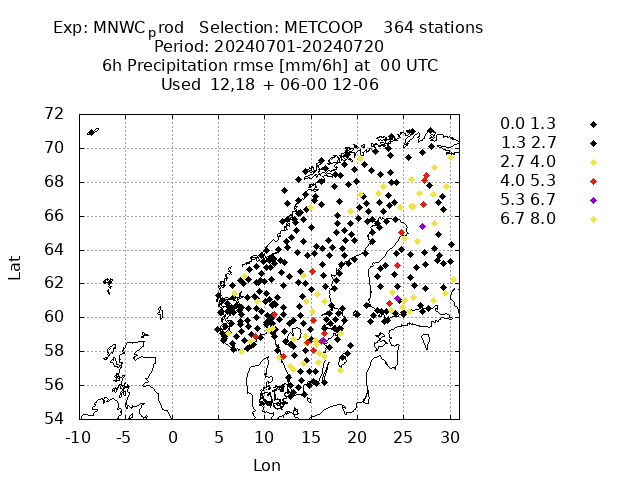 Exp: MNWCprod   Selection: METCOOP    364 stations
Period: 20240701-20240720
6h Precipitation rmse [mm/6h] at  00 UTC
Used  12,18 + 06-00 12-06
0.0 1.3
1.3 2.7
2.7 4.0
4.0 5.3
5.3 6.7
6.7 8.0
72
70
68
66
64
62
60
58
56
54
Lat
-10 -5 0 5 10 15 20 25 30
Lon